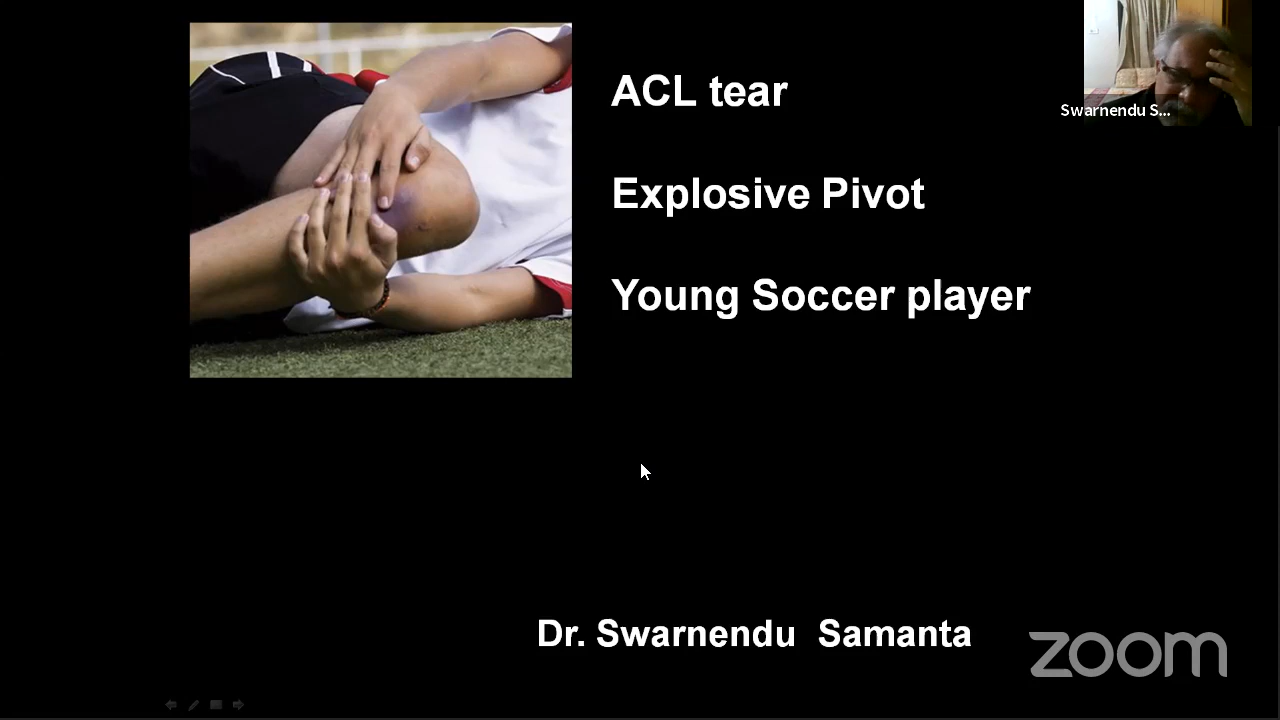 ACL tear
Swarnendu S...
Explosive Pivot
Young Soccer player
Dr. Swarnendu Samanta
zoom